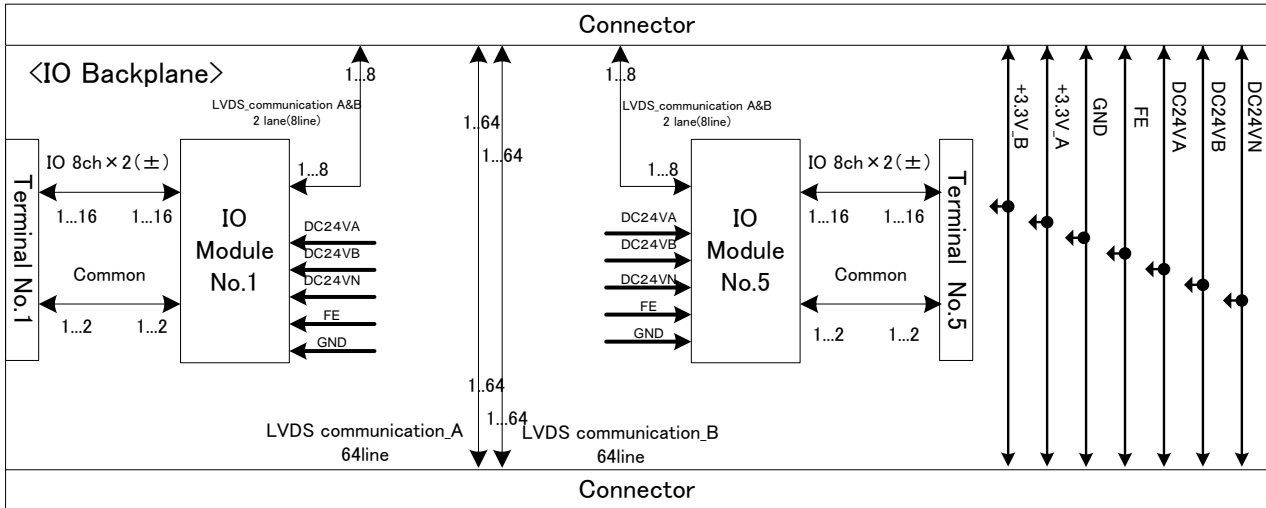 Connector
<IO Backplane>
1...8
LVDS_communication A&B
2 lane(8line)
1...8
IO 8ch×2(±)
1...16
1...16
Terminal No.1
IO
Module
No.1
Common
1...2
1...2
DC24VA
DC24VB
DC24VN
FE
GND
1..64
1...64
1..64
1...64
LVDS communication_A
64line
LVDS communication_B
64line
1...8
LVDS_communication A&B
2 lane(8line)
1...8
DC24VA
DC24VB
DC24VN
FE
GND
IO
Module
No.5
IO 8ch×2(±)
1...16
1...16
Common
1...2
1...2
Terminal No.5
+3.3V_B
+3.3V_A
GND
FE
DC24VA
DC24VB
DC24VN
Connector